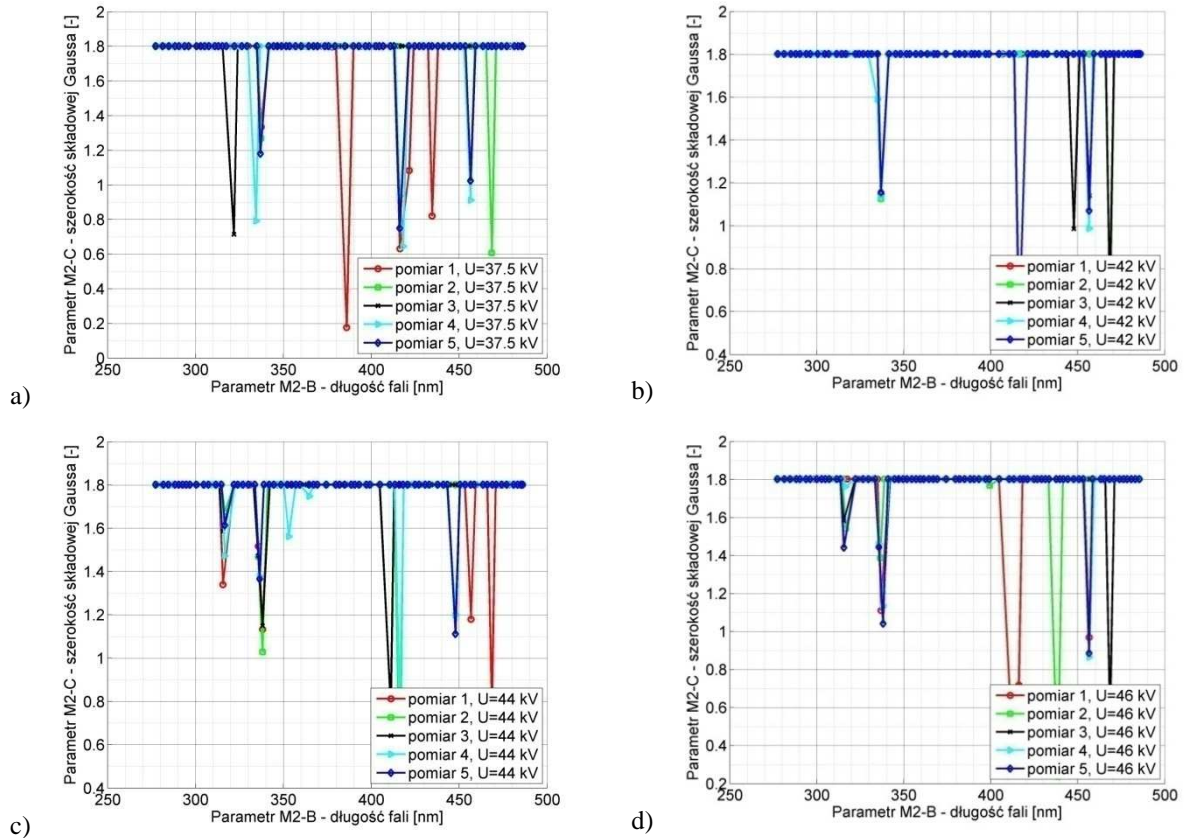 Parametr M2-C - szerokość składowej Gaussa [-]
2
1.8
1.6
1.4
1.2
1
0.8
0.6
0.4
0.2
0
pomiar 1, U=37.5 kV
pomiar 2, U=37.5 kV
pomiar 3, U=37.5 kV
pomiar 4, U=37.5 kV
pomiar 5, U=37.5 kV
250 300 350 400 450 500
Parametr M2-B - długość fali [nm]
a)
Parametr M2-C - szerokość składowej Gaussa [-]
2
1.8
1.6
1.4
1.2
1
0.8
0.6
0.4
pomiar 1, U=42 kV
pomiar 2, U=42 kV
pomiar 3, U=42 kV
pomiar 4, U=42 kV
pomiar 5, U=42 kV
250 300 350 400 450 500
Parametr M2-B - długość fali [nm]
b)
Parametr M2-C - szerokość składowej Gaussa [-]
2
1.8
1.6
1.4
1.2
1
0.8
0.6
0.4
pomiar 1, U=44 kV
pomiar 2, U=44 kV
pomiar 3, U=44 kV
pomiar 4, U=44 kV
pomiar 5, U=44 kV
250 300 350 400 450 500
Parametr M2-B - długość fali [nm]
c)
Parametr M2-C - szerokość składowej Gaussa [-]
2
1.8
1.6
1.4
1.2
1
0.8
0.6
0.4
0.2
pomiar 1, U=46 kV
pomiar 2, U=46 kV
pomiar 3, U=46 kV
pomiar 4, U=46 kV
pomiar 5, U=46 kV
250 300 350 400 450 500
Parametr M2-B - długość fali [nm]
d)